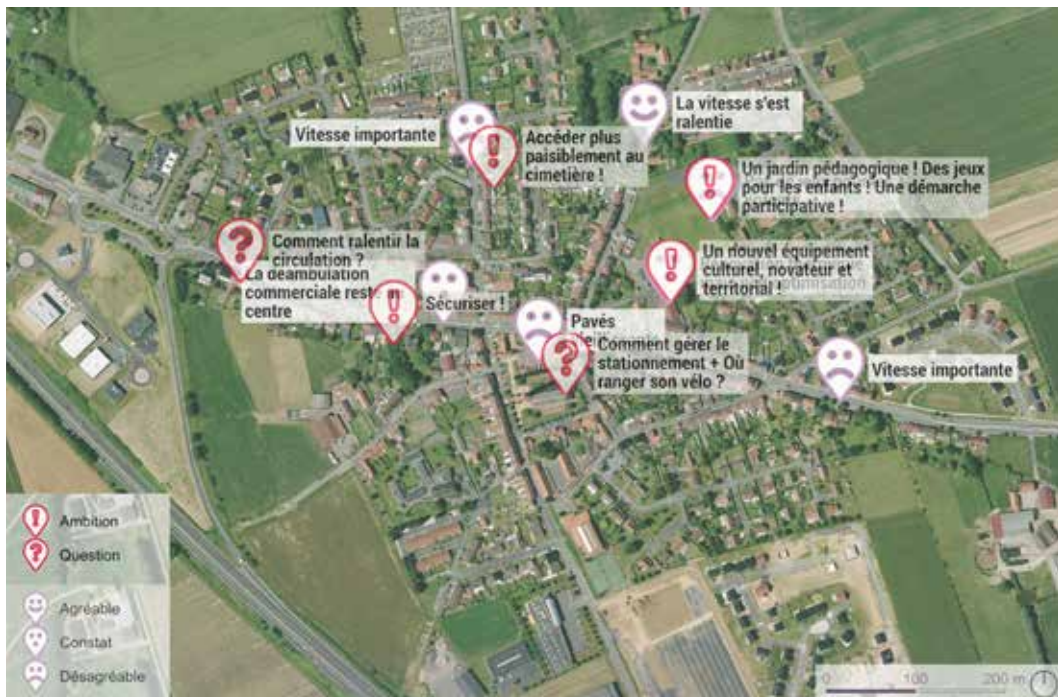 Vitesse importante
Accéder plus
paisiblement au
cimetière !
La vitesse s'est
ralentie
Un jardin pédagogique ! Des jeux
pour les enfants ! Une démarche
participative !
Comment ralentir la
circulation ?
La déambulation
commerciale reste
centre
Sécuriser !
Un nouvel équipement
culturel, novateur et
territorial !
Pavés
Comment gérer le
stationnement + Où
ranger son vélo ?
Vitesse importante
Ambition
Question
Agréable
Constat
Désagréable
0 100 200 m